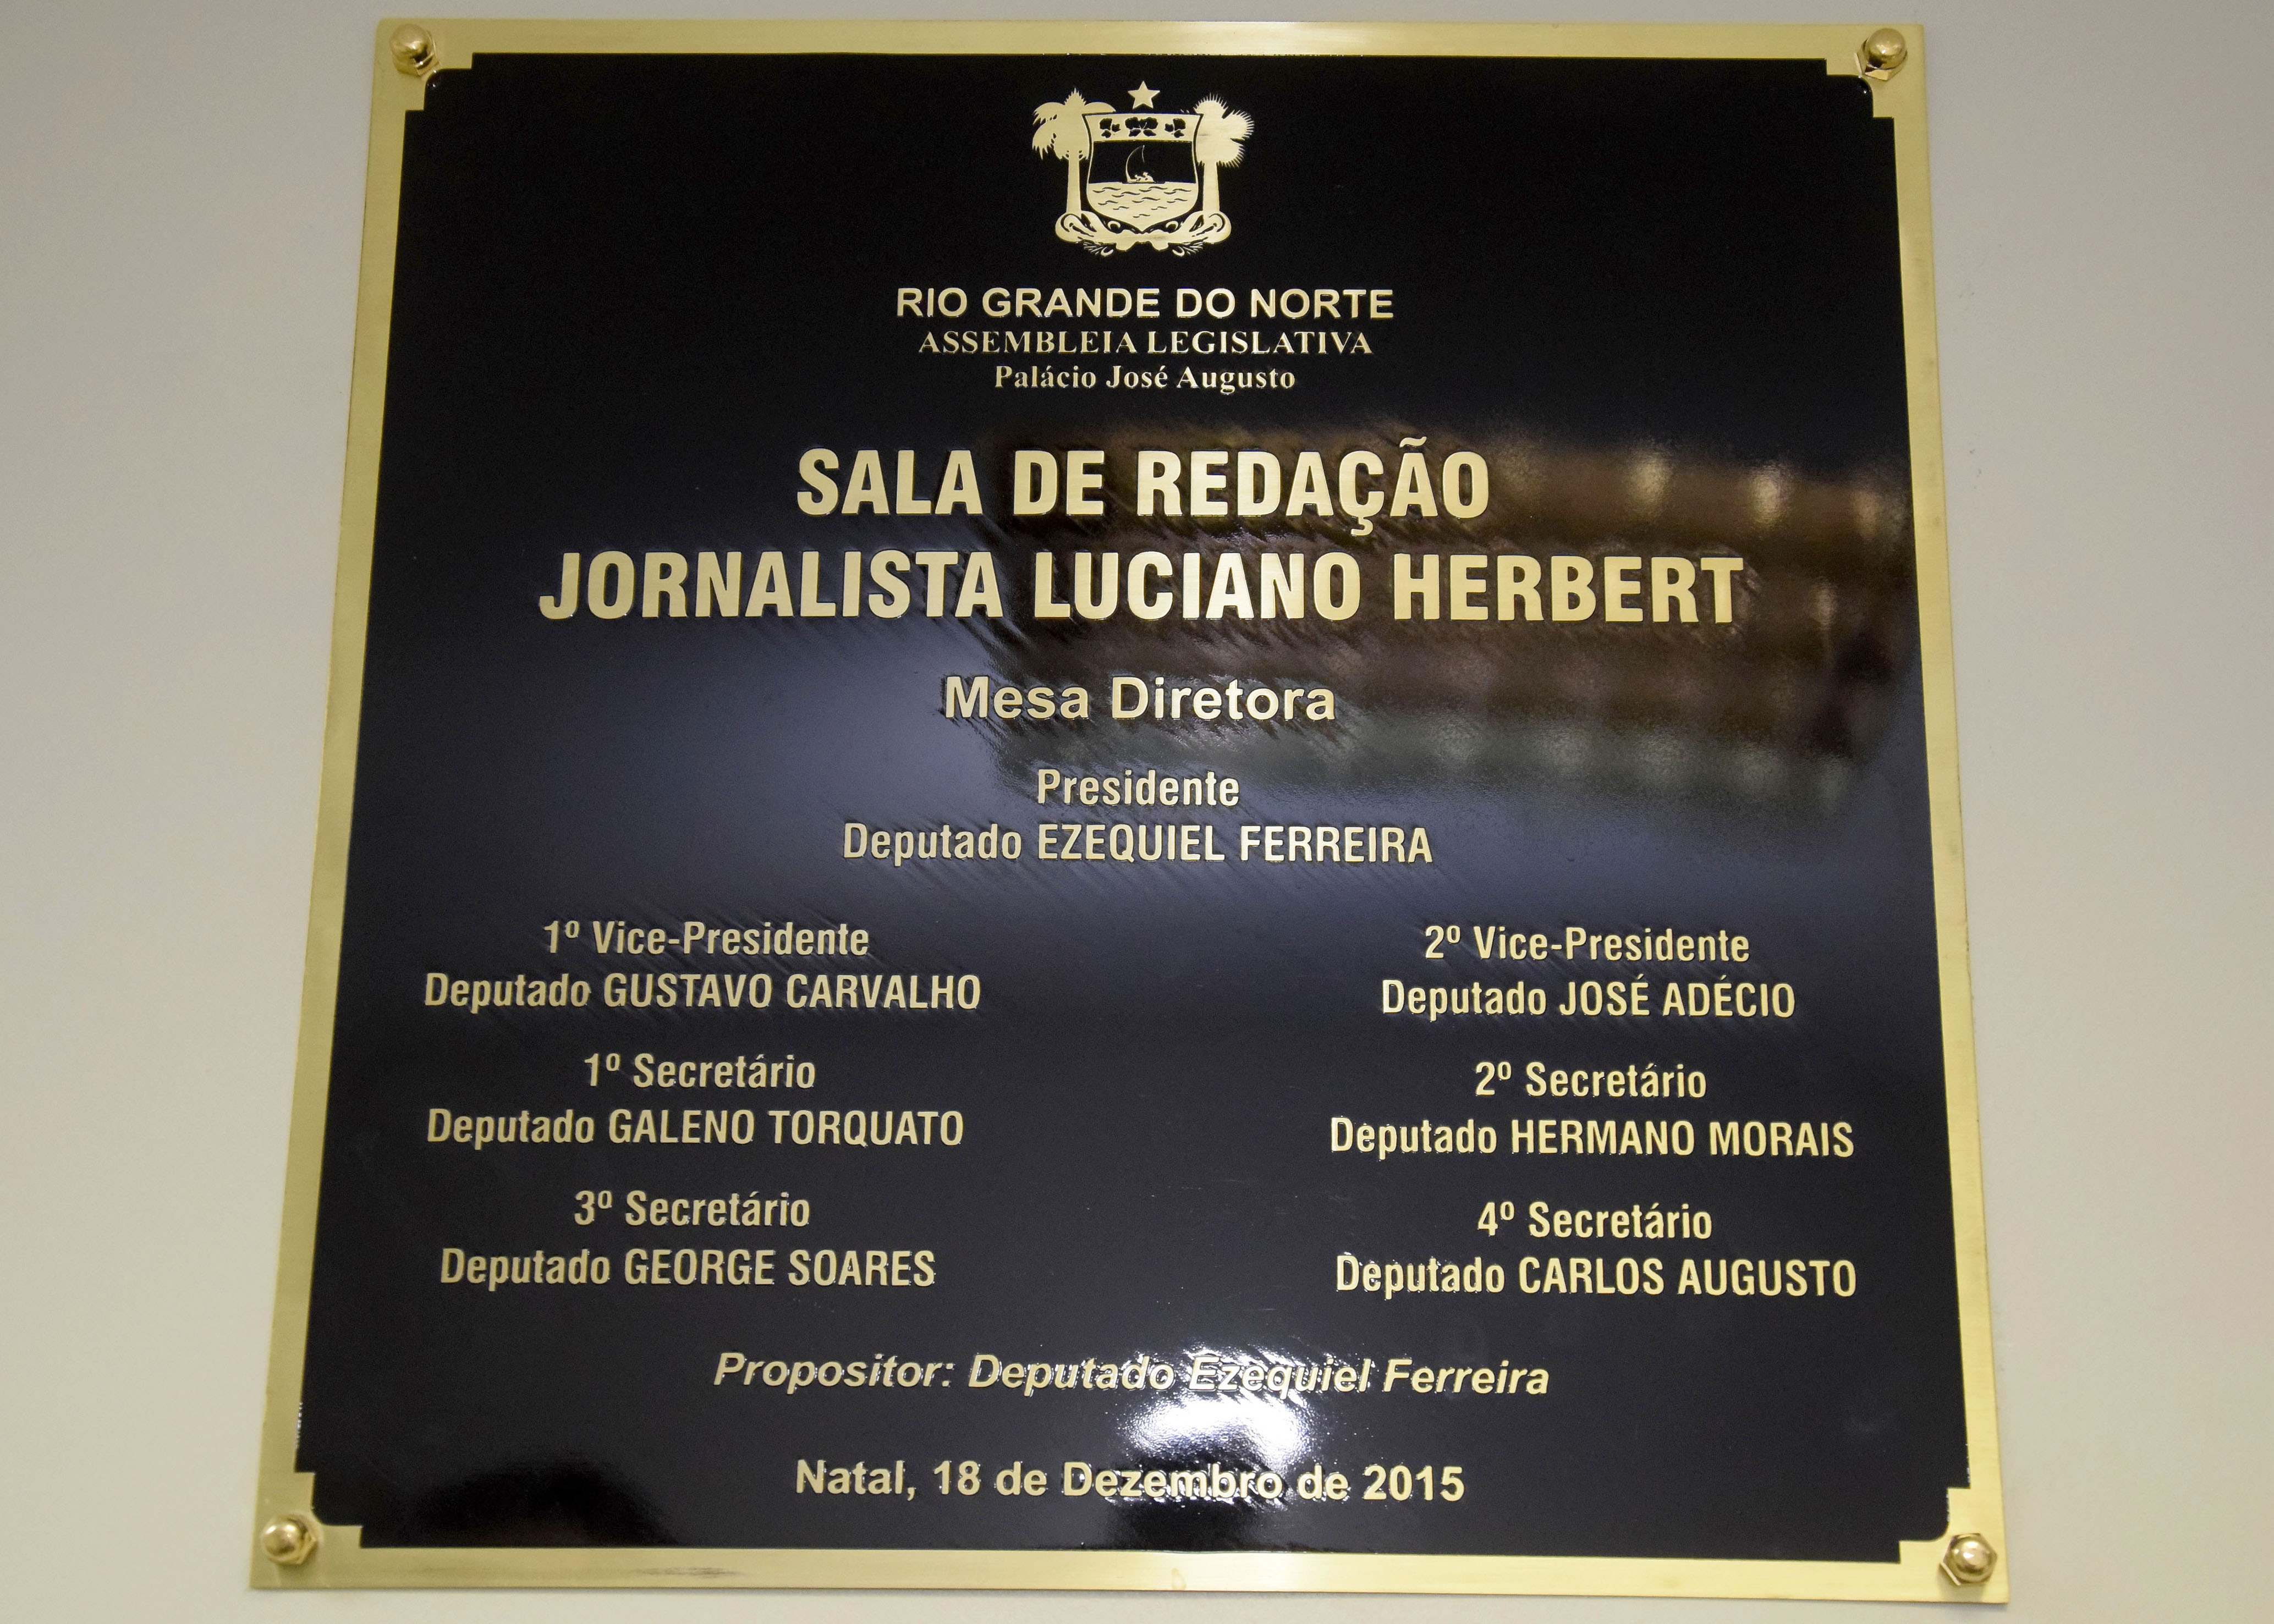 RIO GRANDE DO NORTE
ASSEMBLEIA LEGISLATIVA
Palácio José Augusto
SALA DE REDAÇÃO
JORNALISTA LUCIANO HERBERT
Mesa Diretora
Presidente
Deputado EZEQUIEL FERREIRA
1º Vice-Presidente
Deputado GUSTAVO CARVALHO
2º Vice-Presidente
Deputado JOSÉ ADÉCIO
1º Secretário
Deputado GALENO TORQUATO
2º Secretário
Deputado HERMANO MORAIS
3º Secretário
Deputado GEORGE SOARES
4º Secretário
Deputado CARLOS AUGUSTO
Propositor: Deputado Ezequiel Ferreira
Natal, 18 de Dezembro de 2015